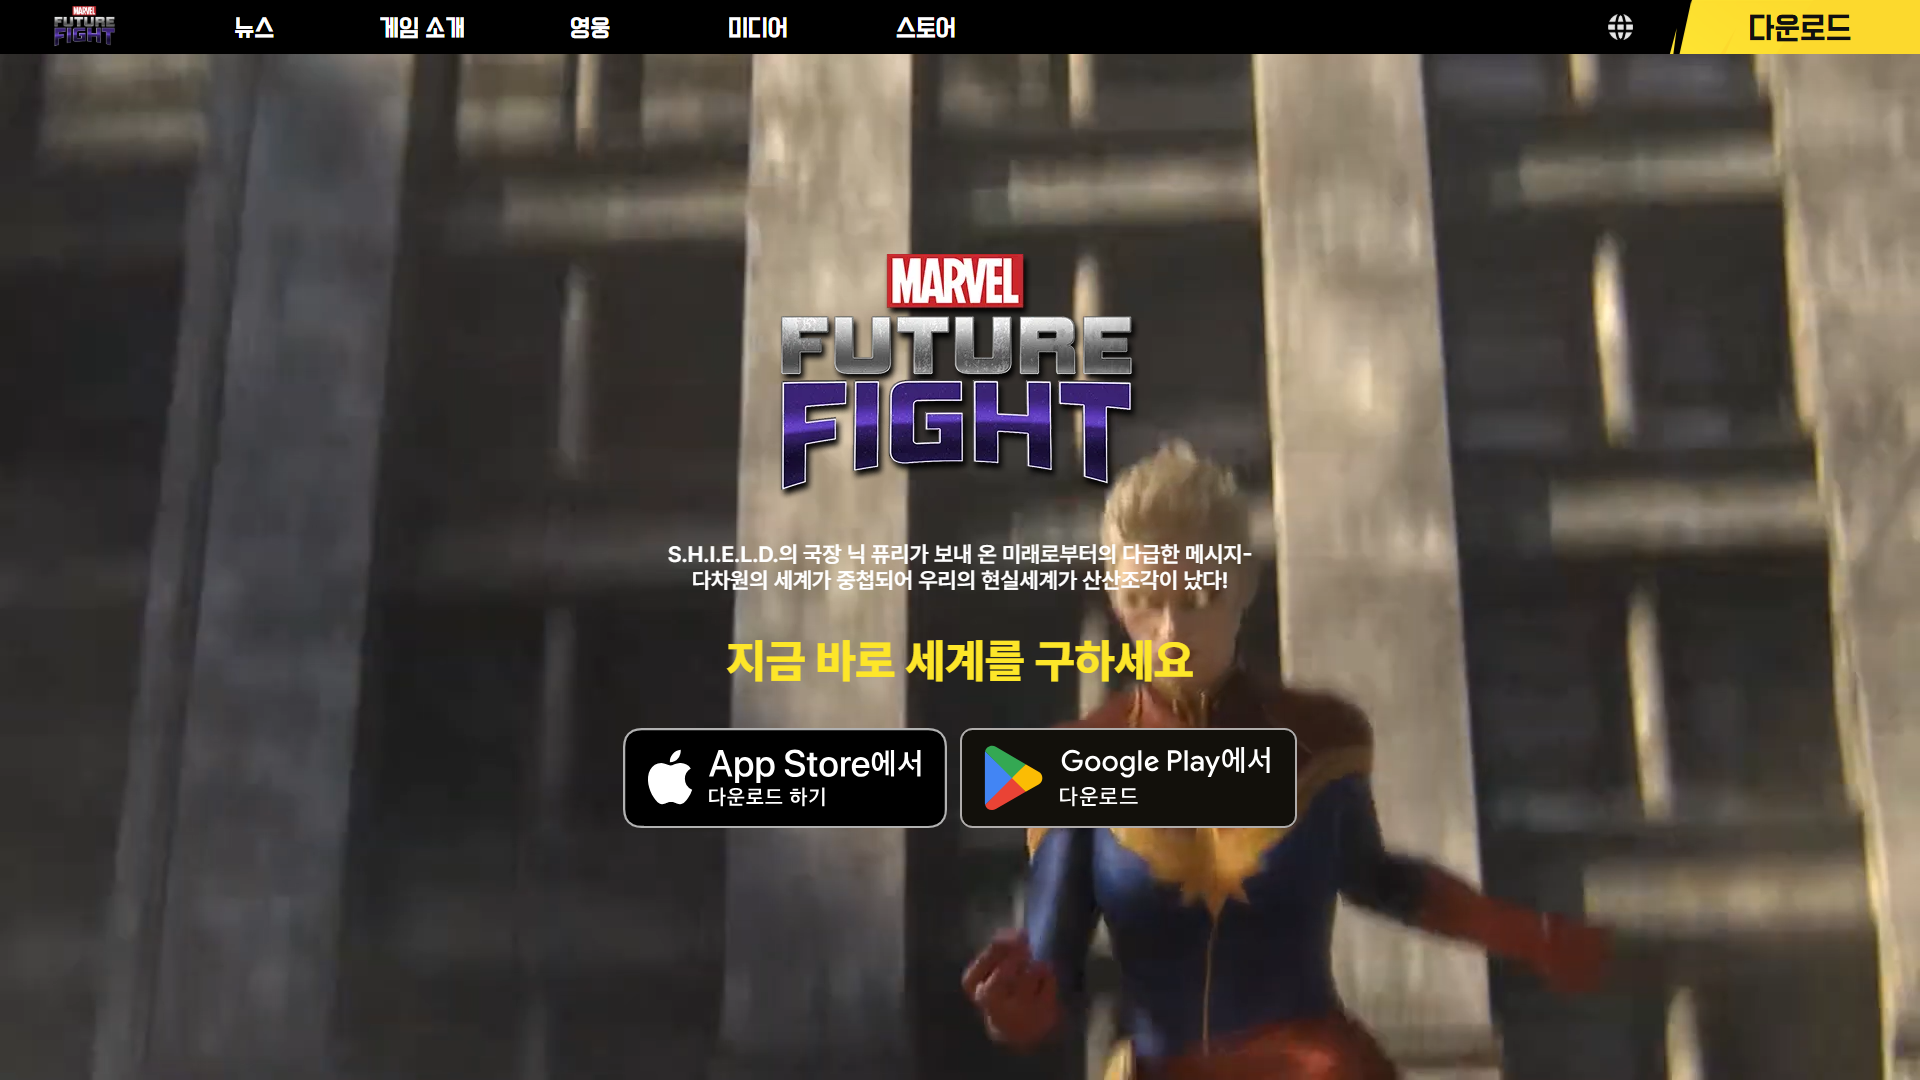 MARVEL
FUTURE
FIGHT
뉴스
게임 소개
영웅
미디어
스토어
다운로드
MARVEL
FUTURE
FIGHT
S.H.I.E.L.D.의 국장 닉 퓨리가 보내 온 미래로부터의 다급한 메시지-
다차원의 세계가 중첩되어 우리의 현실세계가 산산조각이 났다!
지금 바로 세계를 구하세요
App Store에서
다운로드 하기
Google Play에서
다운로드